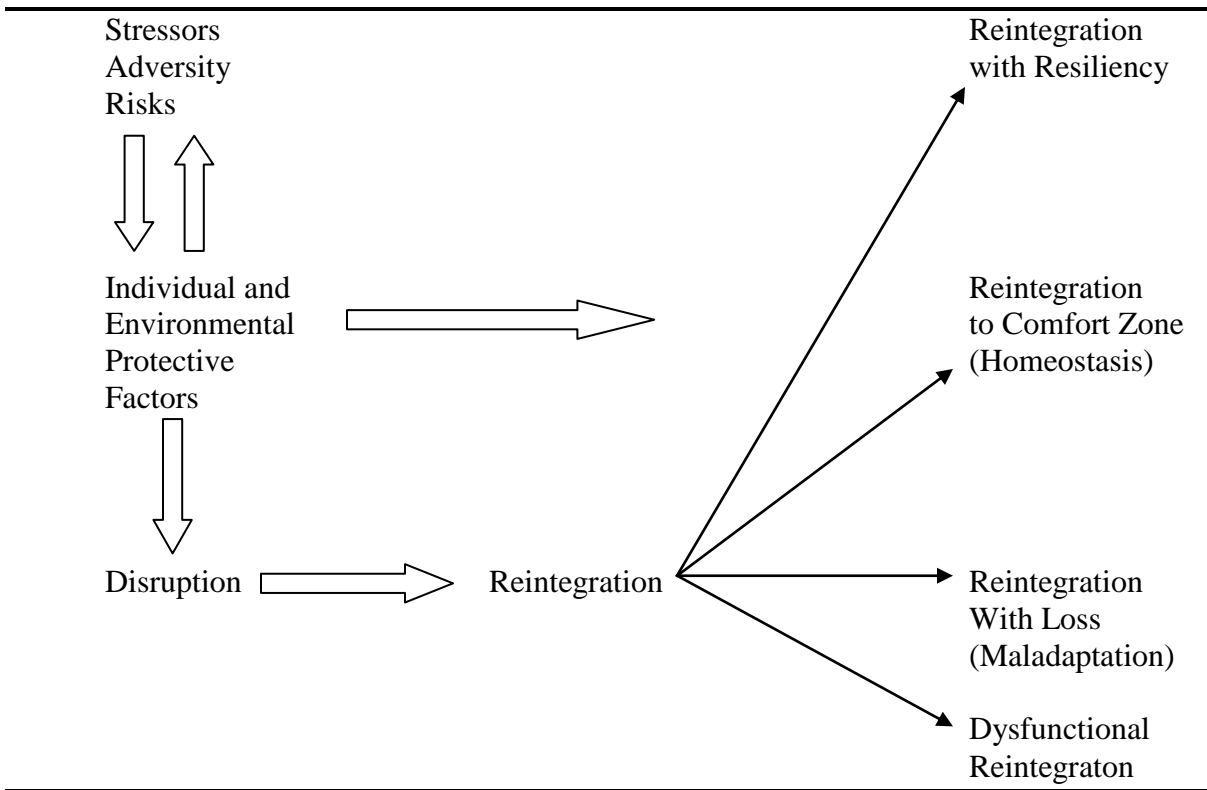 Stressors
Adversity
Risks
Reintegration
with Resiliency
Individual and
Environmental
Protective
Factors
Reintegration
to Comfort Zone
(Homeostasis)
Disruption
Reintegration
Reintegration
With Loss
(Maladaptation)
Dysfunctional
Reintegraton